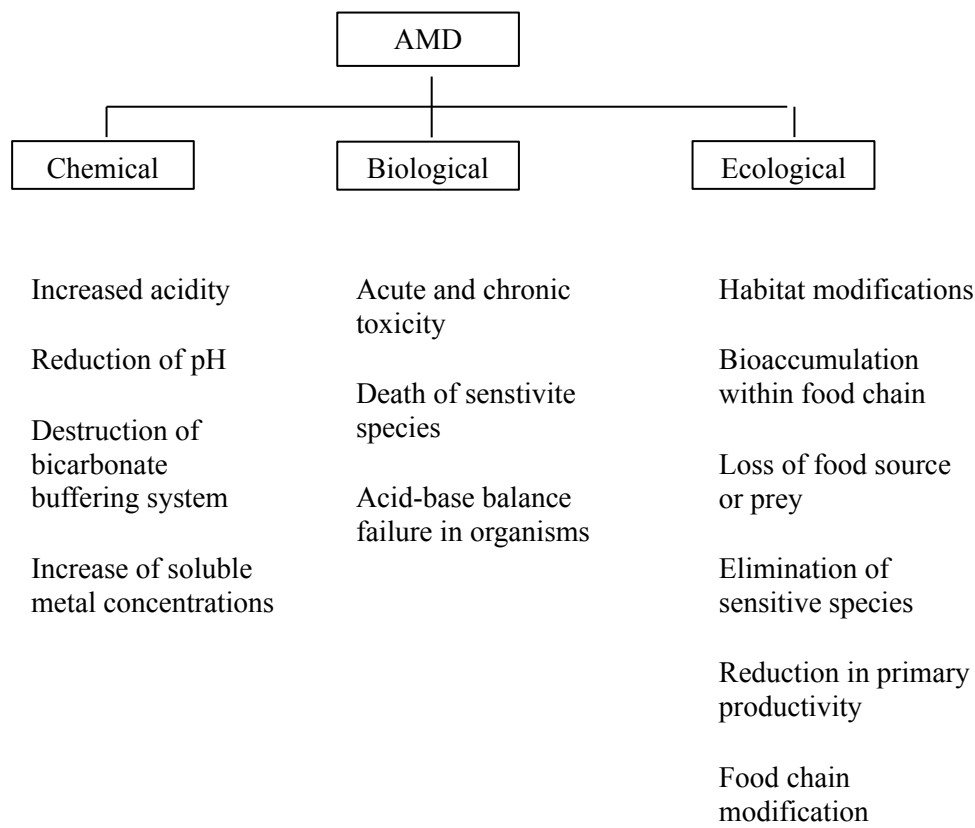 AMD
Chemical
Biological
Ecological
Increased acidity
Reduction of pH
Destruction of
bicarbonate
buffering system
Increase of soluble
metal concentrations
Acute and chronic
toxicity
Death of senstivite
species
Acid-base balance
failure in organisms
Habitat modifications
Bioaccumulation
within food chain
Loss of food source
or prey
Elimination of
sensitive species
Reduction in primary
productivity
Food chain
modification